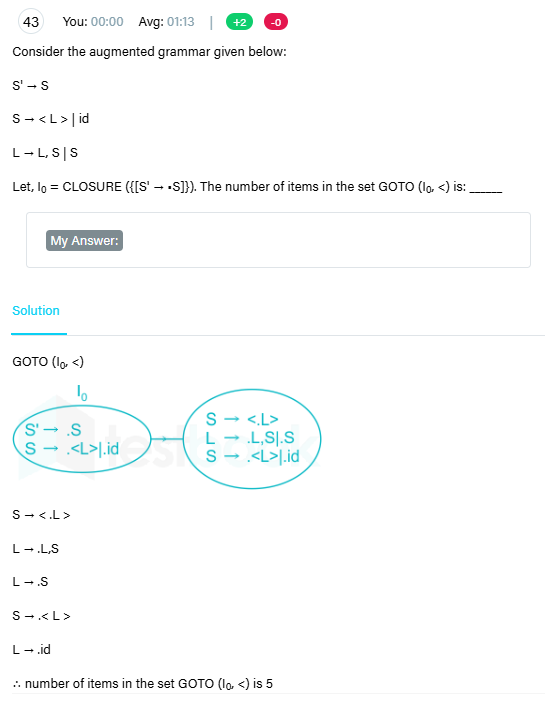 43 You: 00:00 Avg: 01:13 | +2 -0
Consider the augmented grammar given below:
S' → S
S → < L > | id
L → L, S | S
Let, I₀ = CLOSURE ({[S' → •S]}). The number of items in the set GOTO (I₀, <) is: ______
My Answer:
Solution
GOTO (I₀, <)
I₀
S' → .S
S → .<L>|.id
S → <.L>
L → .L,S|.S
S → .<L>|.id
S → < .L >
L → .L,S
L → .S
S → .< L >
L → .id
∴ number of items in the set GOTO (I₀, <) is 5